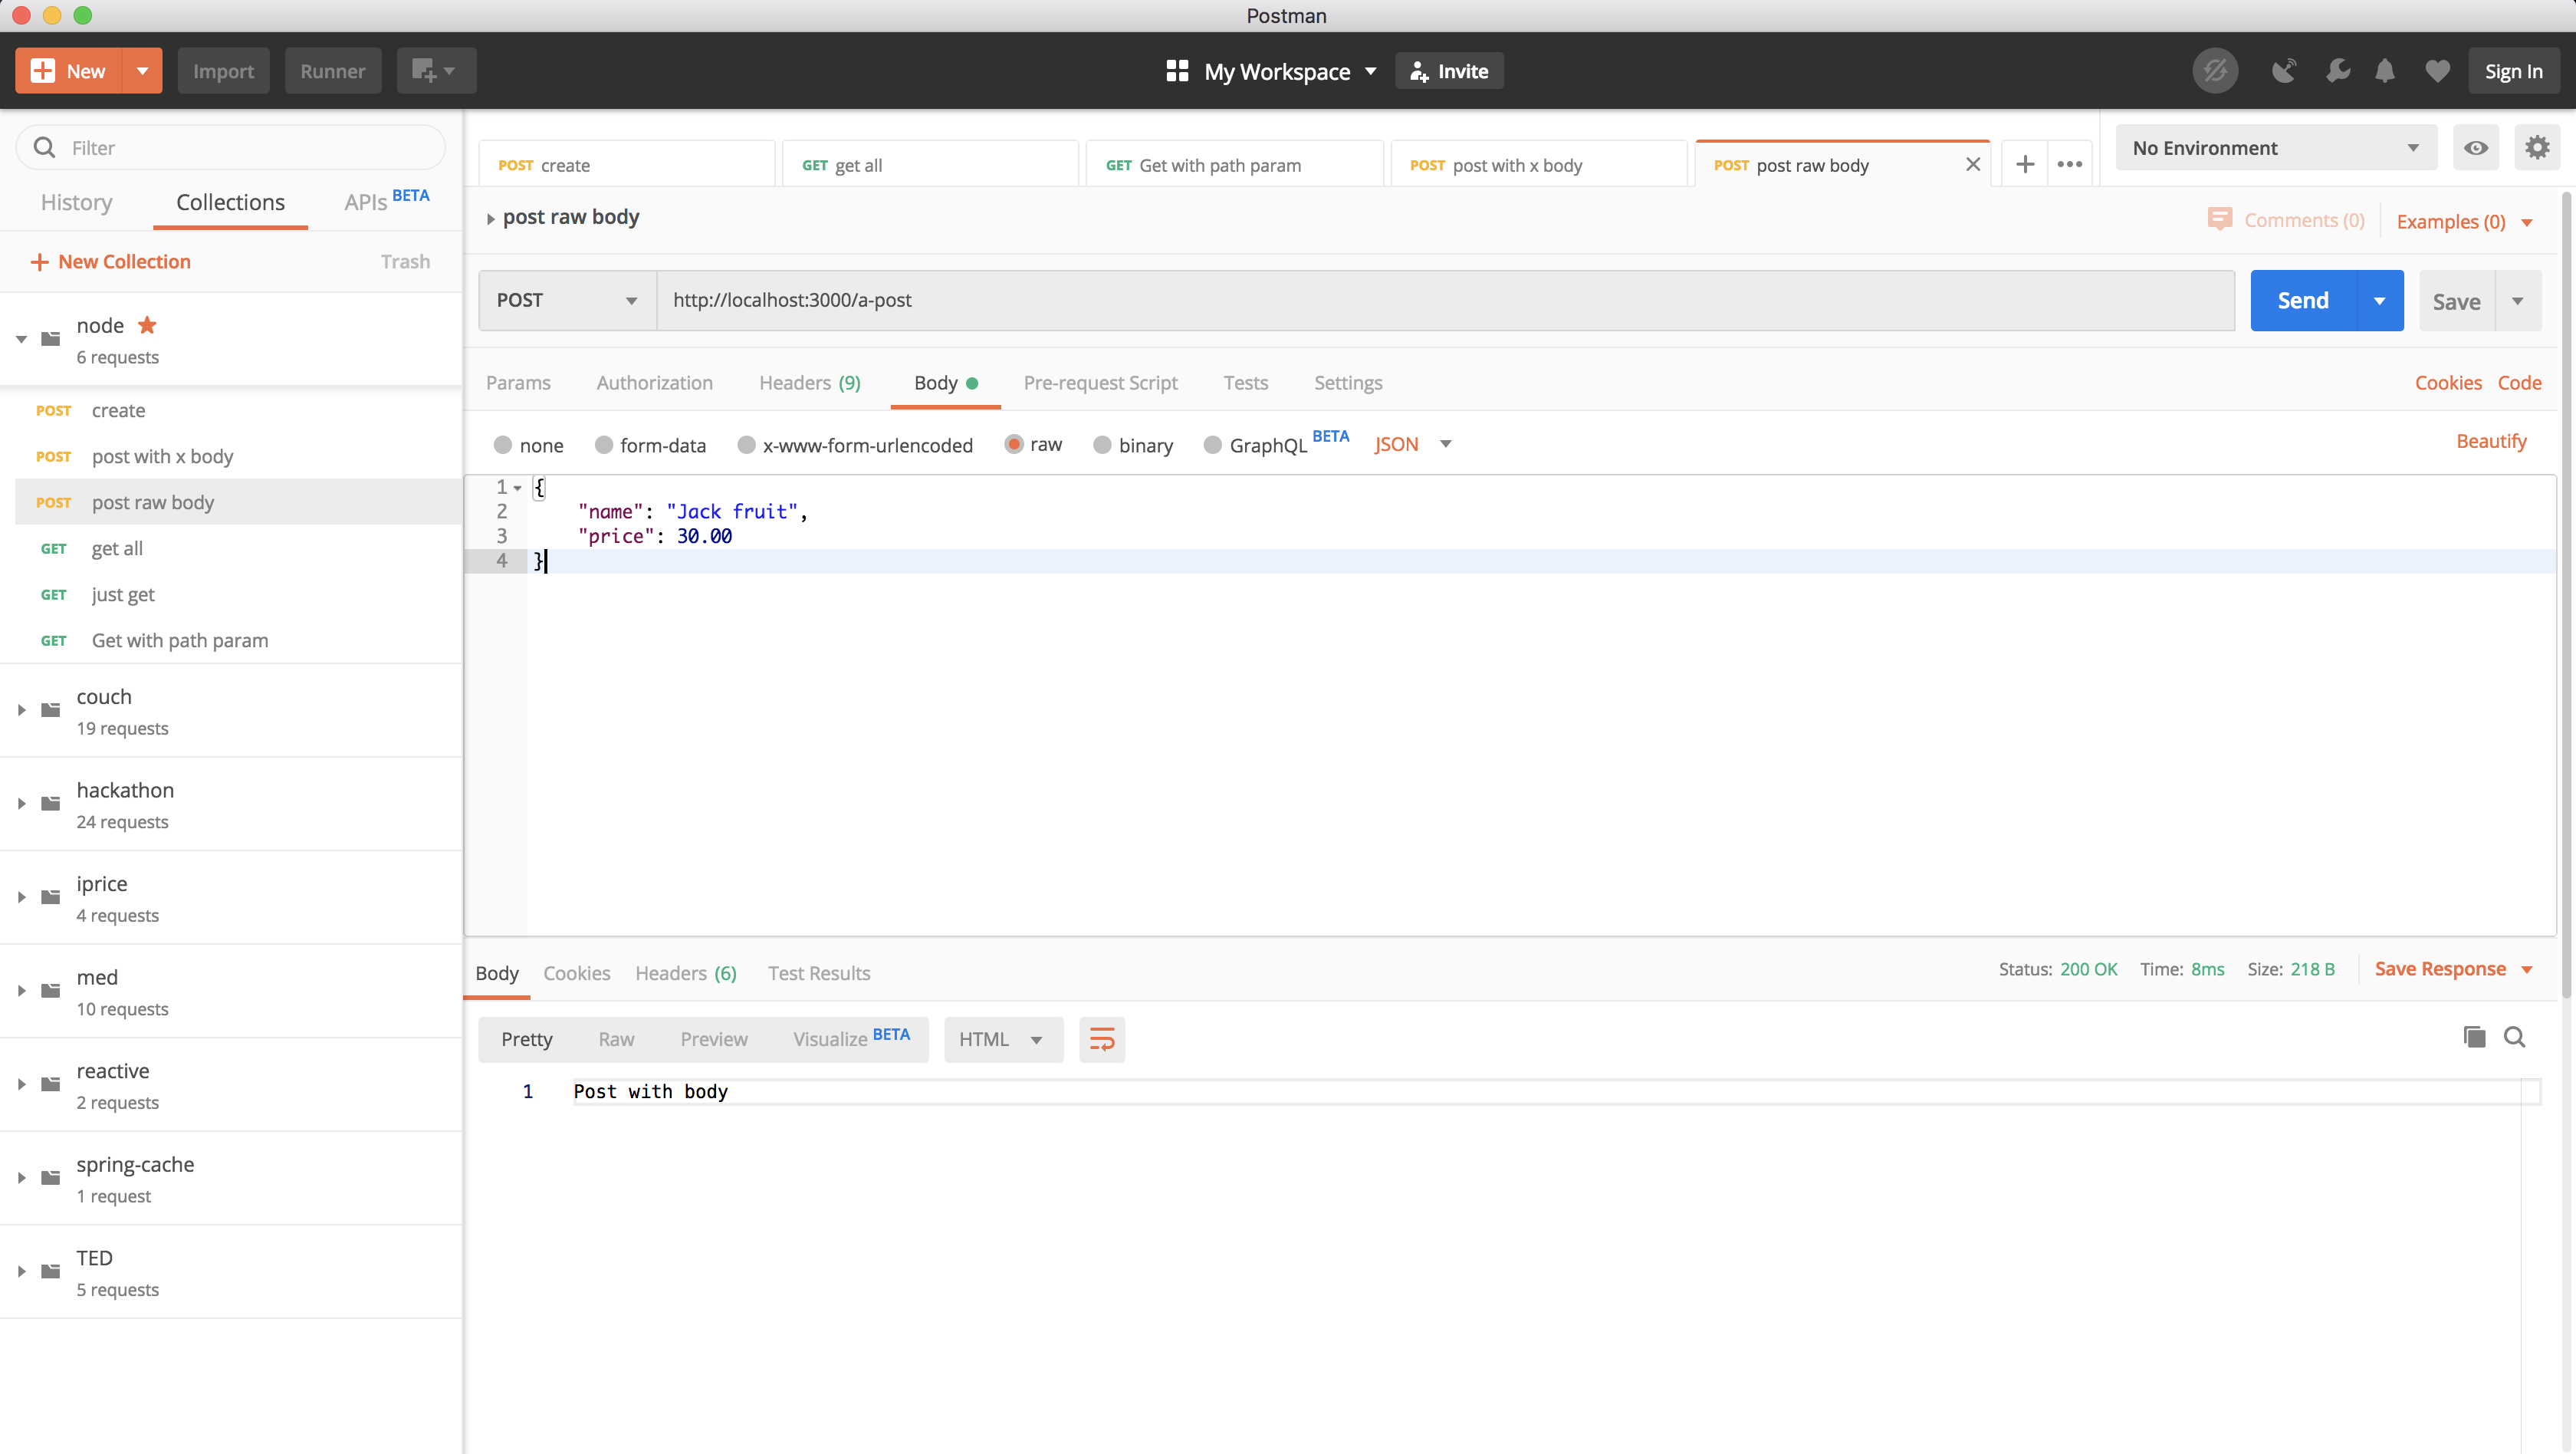 Postman
New
Import
Runner
My Workspace
Invite
Sign In
Filter
History Collections APIs BETA
+ New Collection Trash
node
6 requests
POST create
POST post with x body
POST post raw body
GET get all
GET just get
GET Get with path param
couch
19 requests
hackathon
24 requests
iprice
4 requests
med
10 requests
reactive
2 requests
spring-cache
1 request
TED
5 requests
POST create
GET get all
GET Get with path param
POST post with x body
POST post raw body
No Environment
post raw body
Comments (0)
Examples (0)
POST
http://localhost:3000/a-post
Send
Save
Params Authorization Headers (9) Body Pre-request Script Tests Settings
Cookies Code
none form-data x-www-form-urlencoded raw binary GraphQL BETA JSON
Beautify
1 {
2 "name": "Jack fruit",
3 "price": 30.00
4 }
Body Cookies Headers (6) Test Results
Status: 200 OK Time: 8ms Size: 218 B
Save Response
Pretty Raw Preview Visualize BETA HTML
1 Post with body